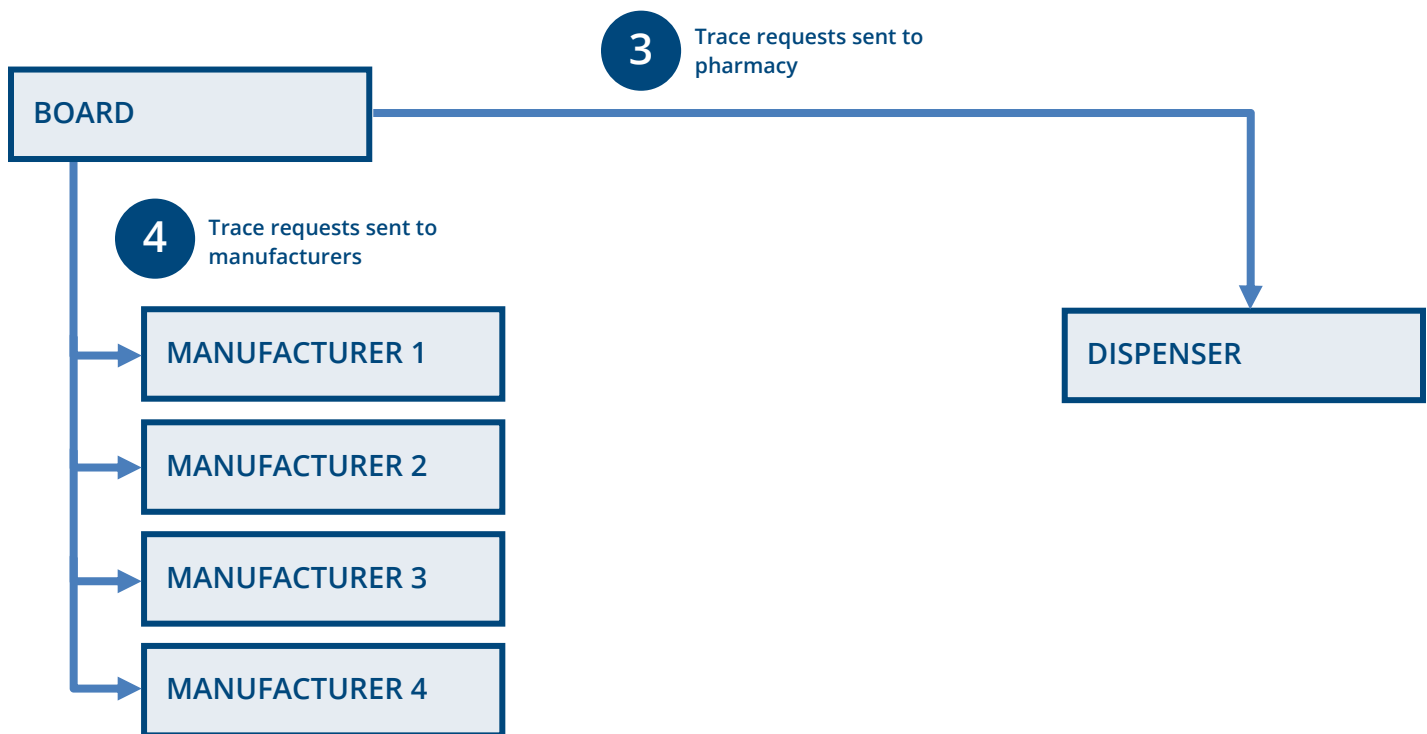 3
Trace requests sent to
pharmacy
BOARD
4
Trace requests sent to
manufacturers
MANUFACTURER 1
DISPENSER
MANUFACTURER 2
MANUFACTURER 3
MANUFACTURER 4